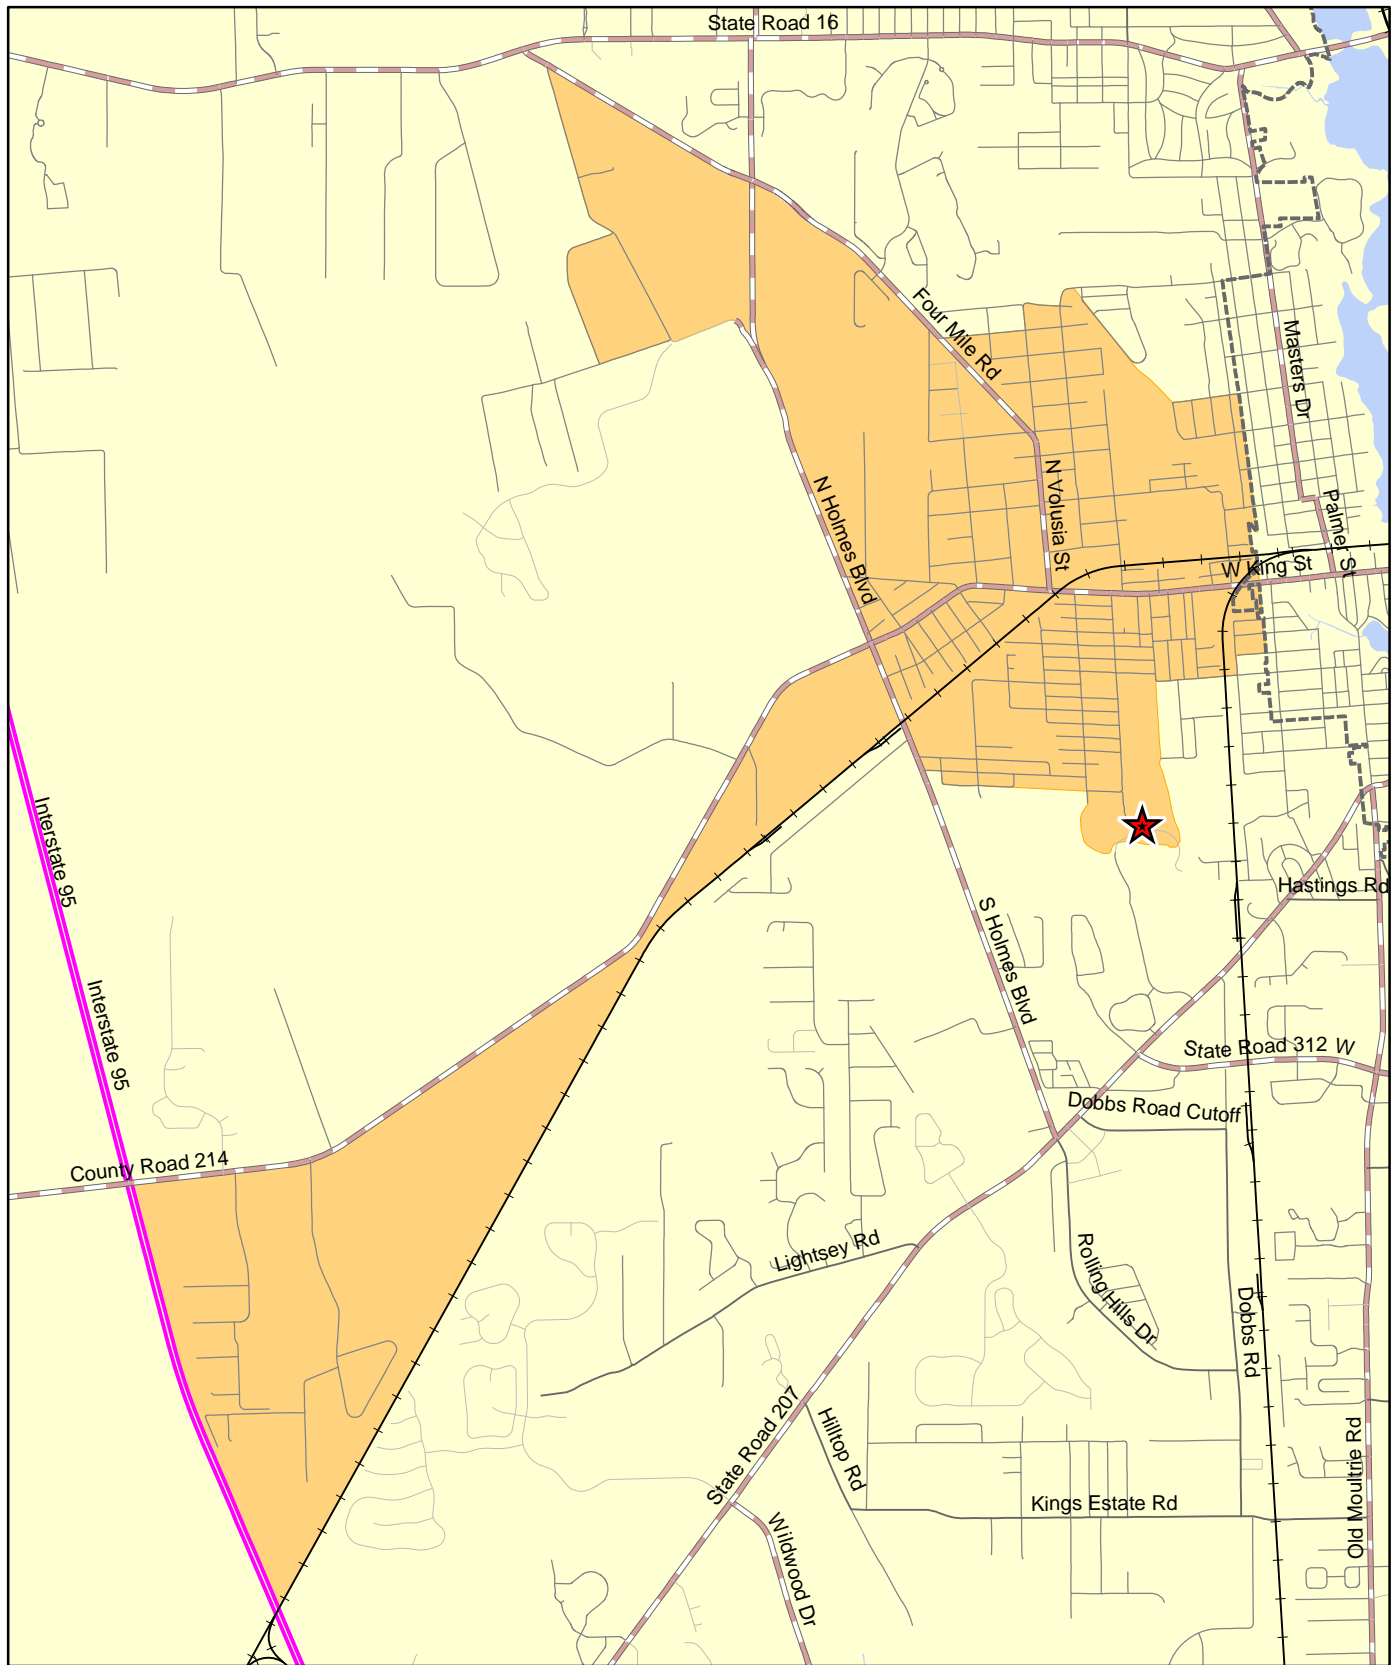 State Road 16
Four Mile Rd
Masters Dr
N Volusia St
N Holmes Blvd
Palmer St
W King St
Interstate 95
Hastings Rd
S Holmes Blvd
Interstate 95
State Road 312 W
Dobbs Road Cutoff
County Road 214
Lightsey Rd
Rolling Hills Dr
Dobbs Rd
State Road 207
Hilltop Rd
Old Moultrie Rd
Kings Estate Rd
Wildwood Dr